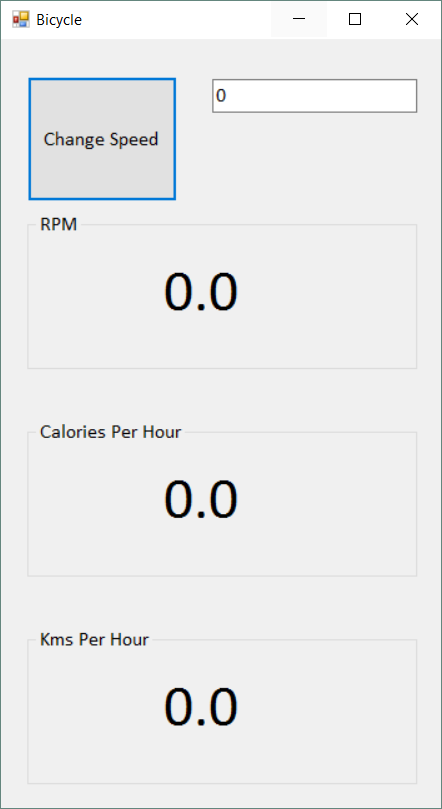 Bicycle
Change Speed
0
RPM
0.0
Calories Per Hour
0.0
Kms Per Hour
0.0